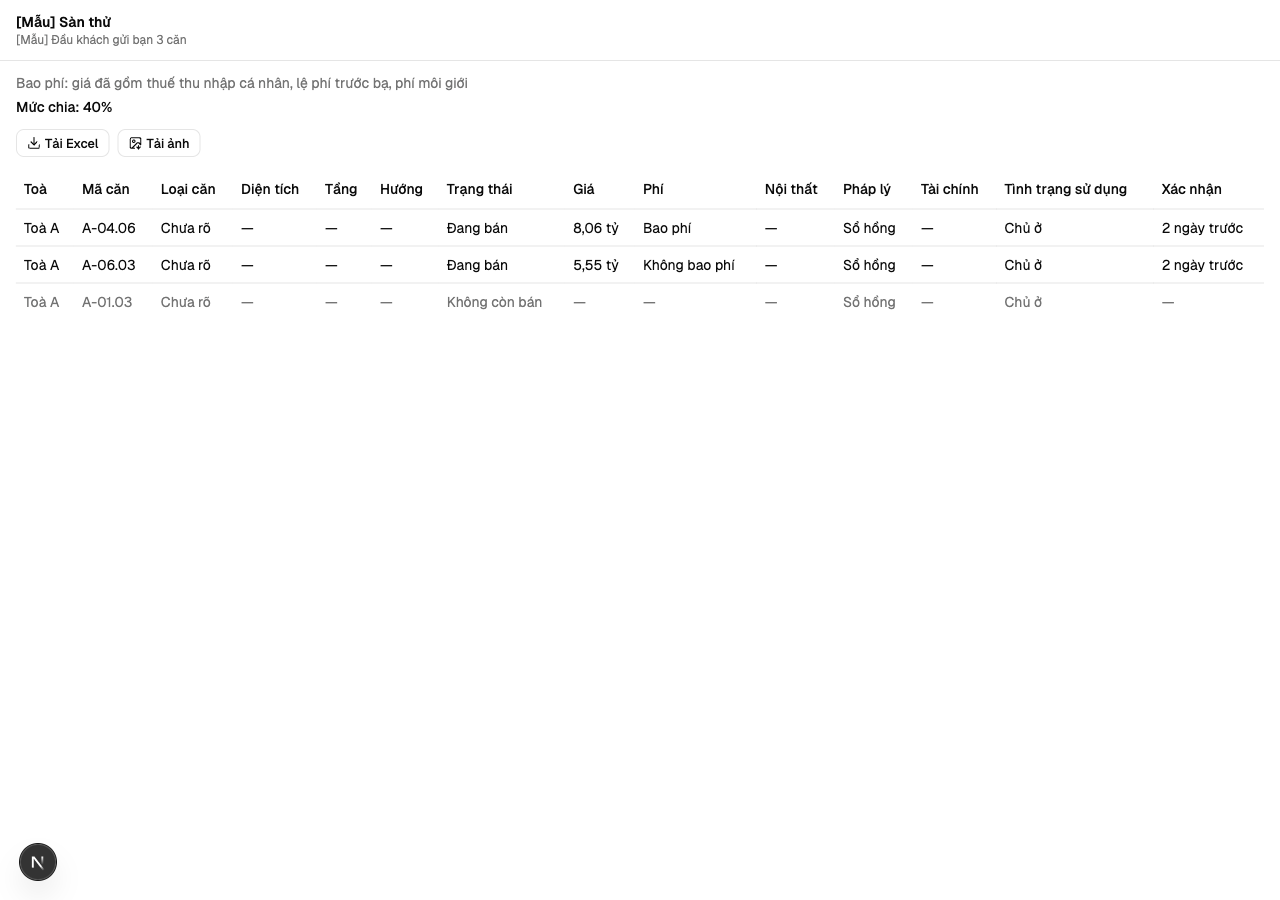 [Mẫu] Sàn thử
[Mẫu] Đầu khách gửi bạn 3 căn
Bao phí: giá đã gồm thuế thu nhập cá nhân, lệ phí trước bạ, phí môi giới
Mức chia: 40%
Tải Excel Tải ảnh
Toà Mã căn Loại căn Diện tích Tầng Hướng Trạng thái Giá Phí Nội thất Pháp lý Tài chính Tình trạng sử dụng Xác nhận
Toà A A-04.06 Chưa rõ — — — Đang bán 8,06 tỷ Bao phí — Sổ hồng — Chủ ở 2 ngày trước
Toà A A-06.03 Chưa rõ — — — Đang bán 5,55 tỷ Không bao phí — Sổ hồng — Chủ ở 2 ngày trước
Toà A A-01.03 Chưa rõ — — — Không còn bán — — — Sổ hồng — Chủ ở —
N